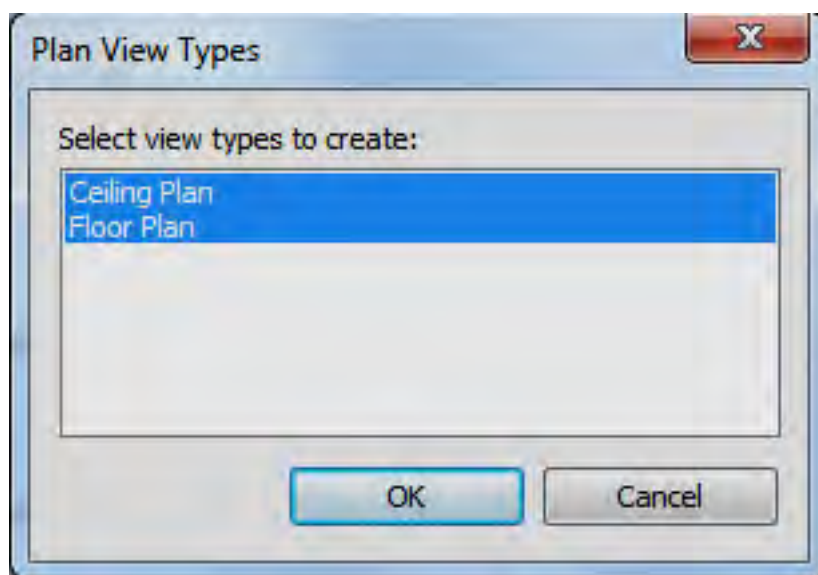 Plan View Types
Select view types to create:
Ceiling Plan
Floor Plan
OK
Cancel